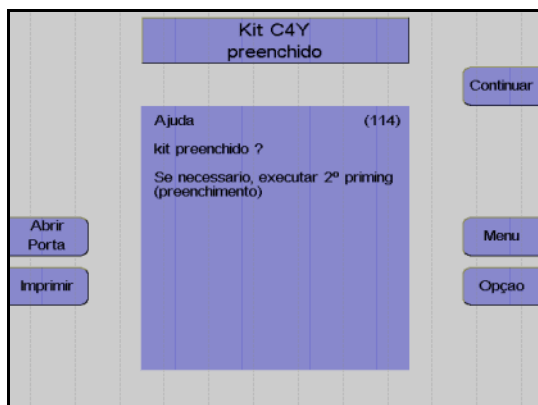 Kit C4Y
preenchido
Continuar
Ajuda (114)
kit preenchido ?
Se necessario, executar 2º priming
(preenchimento)
Abrir
Porta
Menu
Imprimir
Opçao